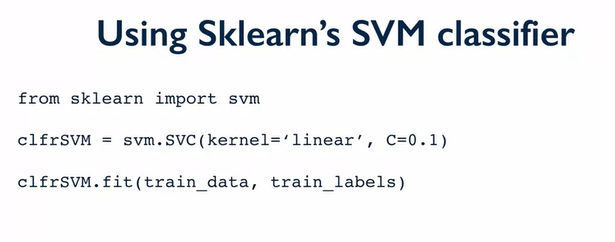 Using Sklearn’s SVM classifier
from sklearn import svm
clfrSVM = svm.SVC(kernel=‘linear’, C=0.1)
clfrSVM.fit(train_data, train_labels)